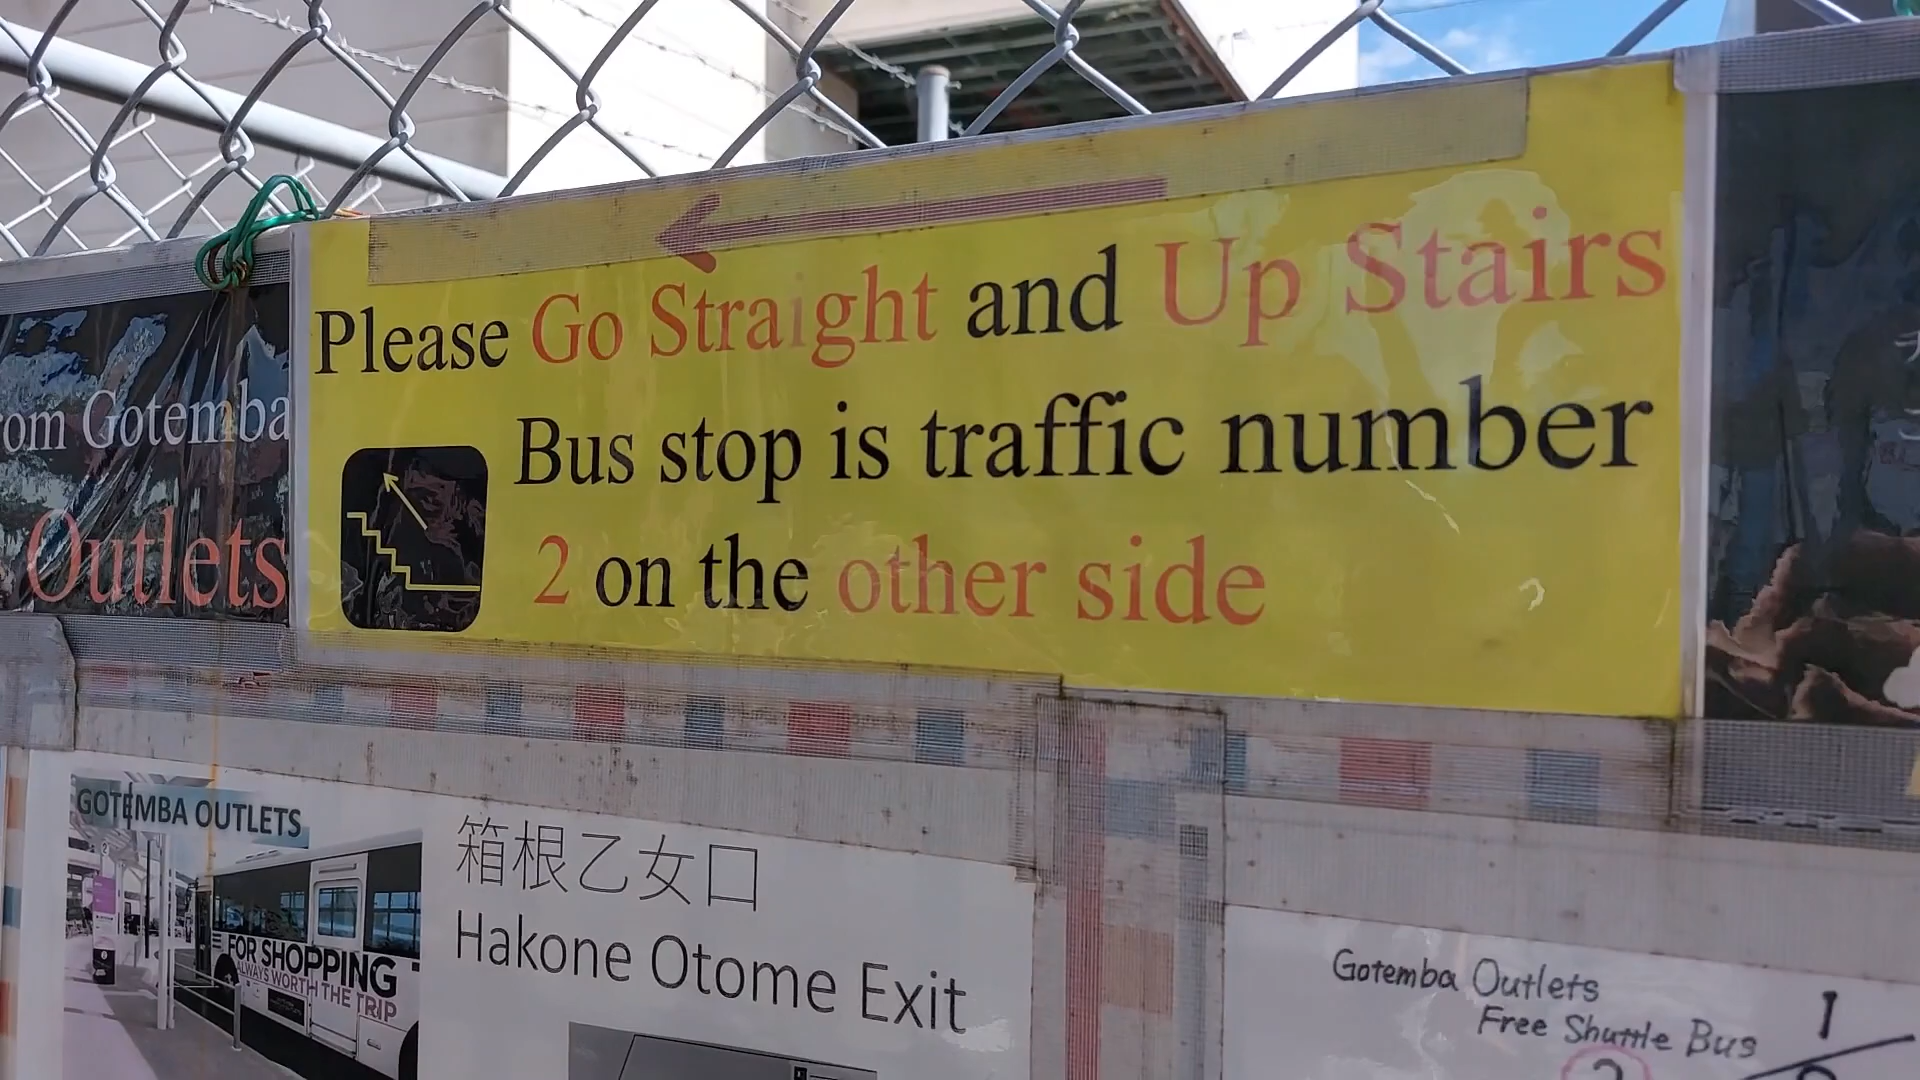 Please Go Straight and Up Stairs
Bus stop is traffic number
2 on the other side
Gotemba
Outlets
GOTEMBA OUTLETS
FOR SHOPPING
ALWAYS WORTH THE TRIP
箱根乙女口
Hakone Otome Exit
Gotemba Outlets
Free Shuttle Bus
2